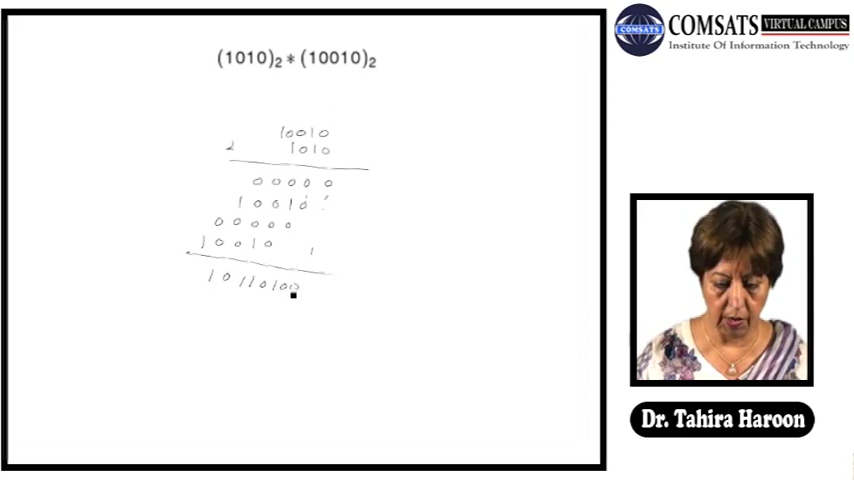 COMSATS VIRTUAL CAMPUS
COMSATS
Institute Of Information Technology
(1010)₂ * (10010)₂
10010
1010
00000
10010
00000
10010
10110100
Dr. Tahira Haroon